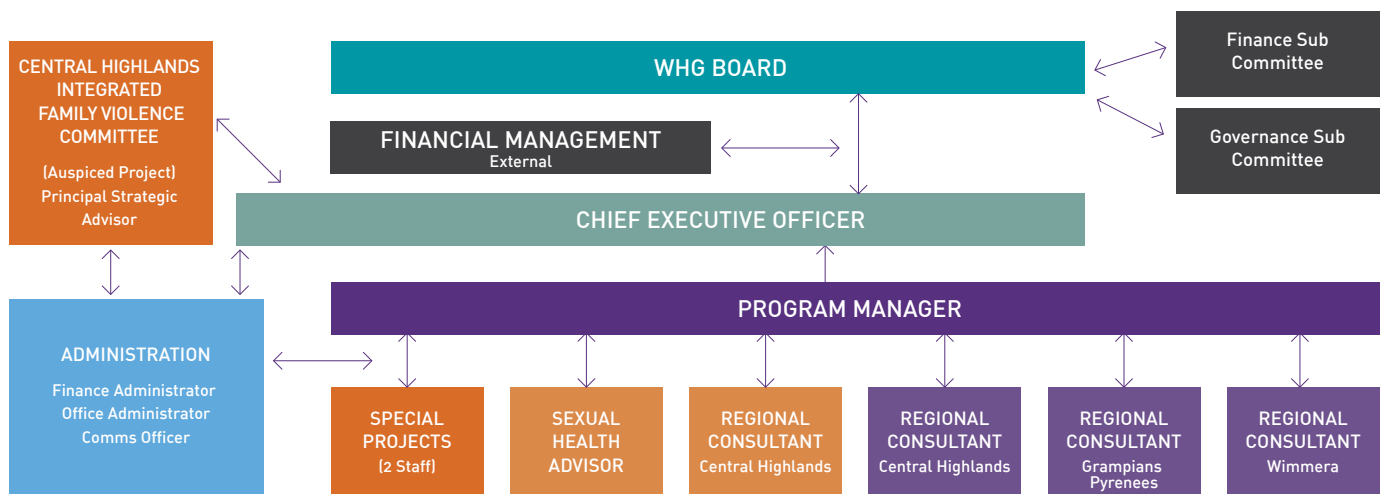 CENTRAL HIGHLANDS
INTEGRATED
FAMILY VIOLENCE
COMMITTEE
(Auspiced Project)
Principal Strategic
Advisor
WHG BOARD
Finance Sub
Committee
FINANCIAL MANAGEMENT
External
Governance Sub
Committee
CHIEF EXECUTIVE OFFICER
PROGRAM MANAGER
ADMINISTRATION
Finance Administrator
Office Administrator
Comms Officer
SPECIAL
PROJECTS
(2 Staff)
SEXUAL
HEALTH
ADVISOR
REGIONAL
CONSULTANT
Central Highlands
REGIONAL
CONSULTANT
Central Highlands
REGIONAL
CONSULTANT
Grampians
Pyrenees
REGIONAL
CONSULTANT
Wimmera